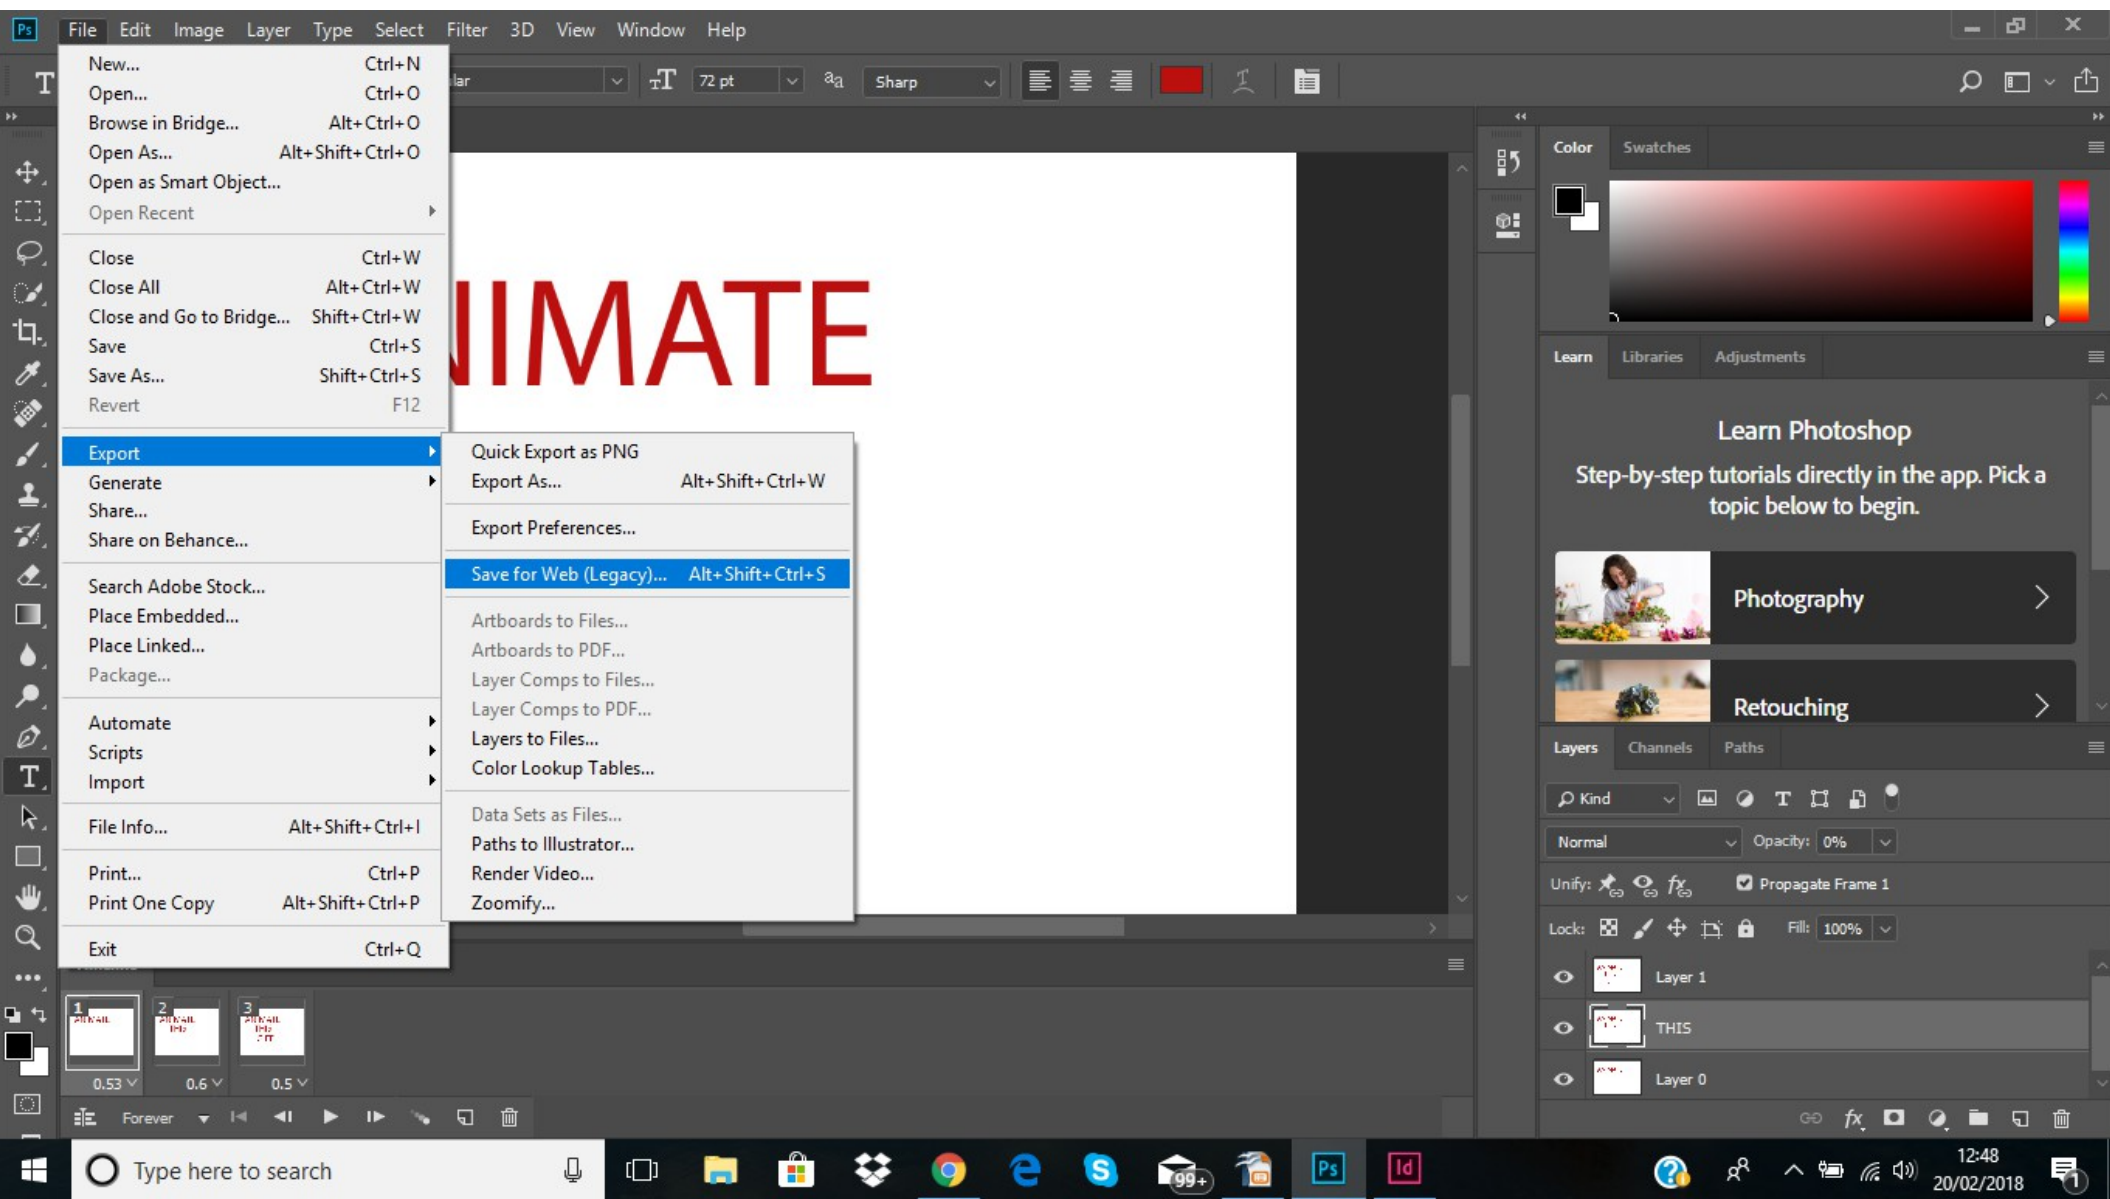 Ps File Edit Image Layer Type Select Filter 3D View Window Help
T lar 72 pt Sharp
New... Ctrl+N
Open... Ctrl+O
Browse in Bridge... Alt+Ctrl+O
Open As... Alt+Shift+Ctrl+O
Open as Smart Object...
Open Recent
Close Ctrl+W
Close All Alt+Ctrl+W
Close and Go to Bridge... Shift+Ctrl+W
Save Ctrl+S
Save As... Shift+Ctrl+S
Revert F12
Export
Generate
Share...
Share on Behance...
Search Adobe Stock...
Place Embedded...
Place Linked...
Package...
Automate
Scripts
Import
File Info... Alt+Shift+Ctrl+I
Print... Ctrl+P
Print One Copy Alt+Shift+Ctrl+P
Exit Ctrl+Q
Quick Export as PNG
Export As... Alt+Shift+Ctrl+W
Export Preferences...
Save for Web (Legacy)... Alt+Shift+Ctrl+S
Artboards to Files...
Artboards to PDF...
Layer Comps to Files...
Layer Comps to PDF...
Layers to Files...
Color Lookup Tables...
Data Sets as Files...
Paths to Illustrator...
Render Video...
Zoomify...
NIMATE
Color Swatches
Learn Libraries Adjustments
Learn Photoshop
Step-by-step tutorials directly in the app. Pick a
topic below to begin.
Photography
Retouching
Layers Channels Paths
Kind
Normal Opacity: 0%
Unify: Propagate Frame 1
Lock: Fill: 100%
Layer 1
THIS
Layer 0
fx
1 2 3
0.53 0.6 0.5
Forever
Type here to search
99+
Ps
Id
12:48
20/02/2018
1